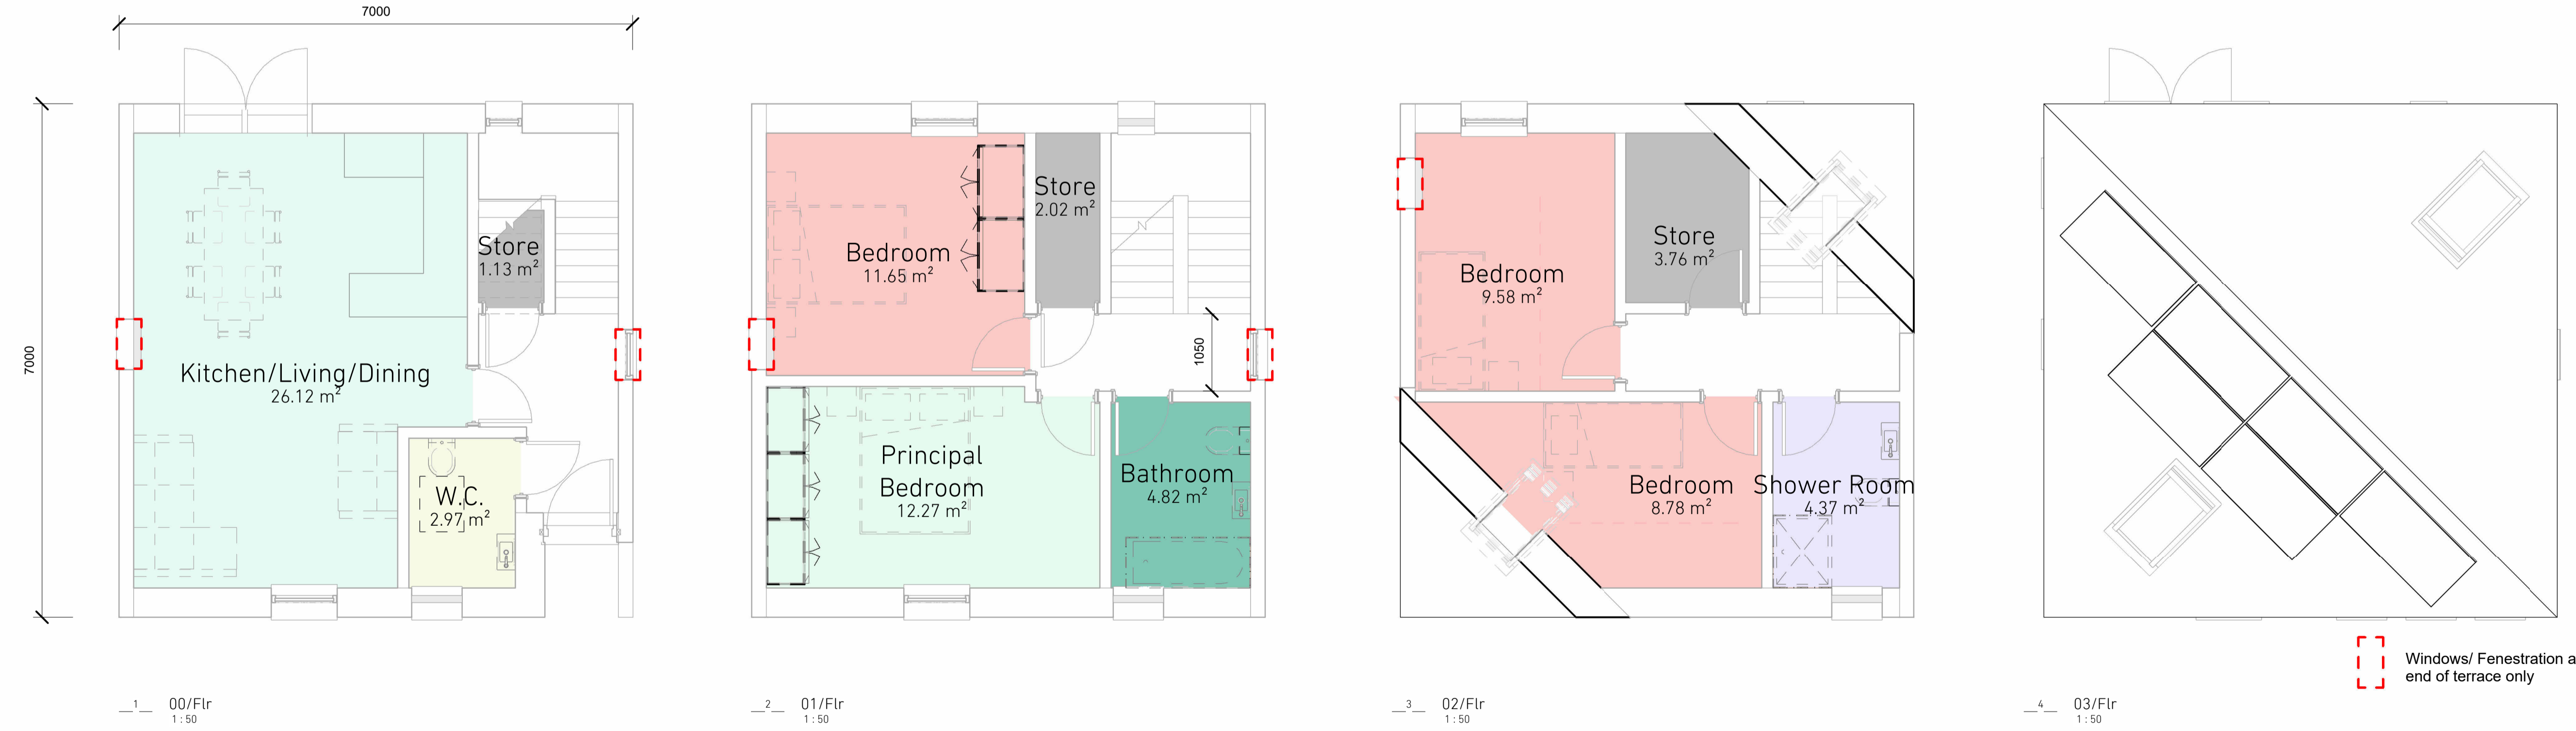 7000
7000
Kitchen/Living/Dining
26.12 m²
Store
1.13 m²
W.C.
2.97 m²
1 00/Flr
1 : 50
Bedroom
11.65 m²
Store
2.02 m²
1050
Principal
Bedroom
12.27 m²
Bathroom
4.82 m²
2 01/Flr
1 : 50
Bedroom
9.58 m²
Store
3.76 m²
Bedroom
8.78 m²
Shower Room
4.37 m²
3 02/Flr
1 : 50
Windows/ Fenestration a
end of terrace only
4 03/Flr
1 : 50